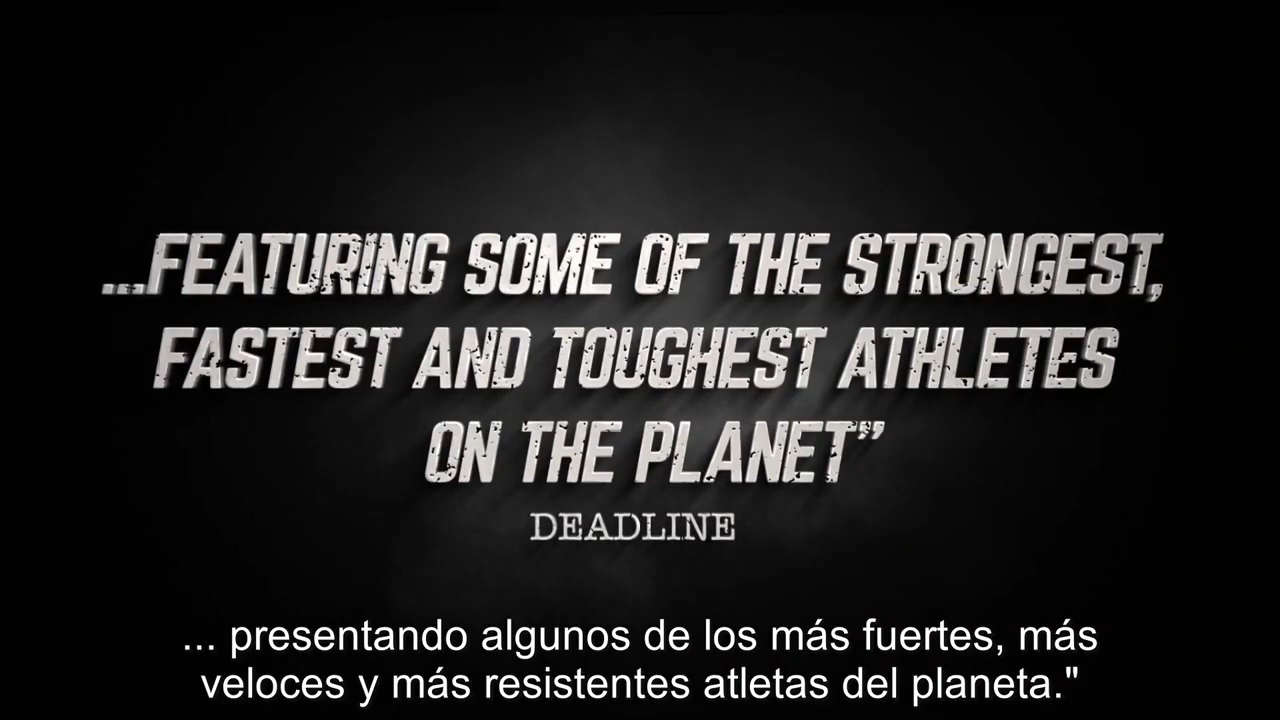 ...FEATURING SOME OF THE STRONGEST,
FASTEST AND TOUGHEST ATHLETES
ON THE PLANET”
DEADLINE
... presentando algunos de los más fuertes, más
veloces y más resistentes atletas del planeta."